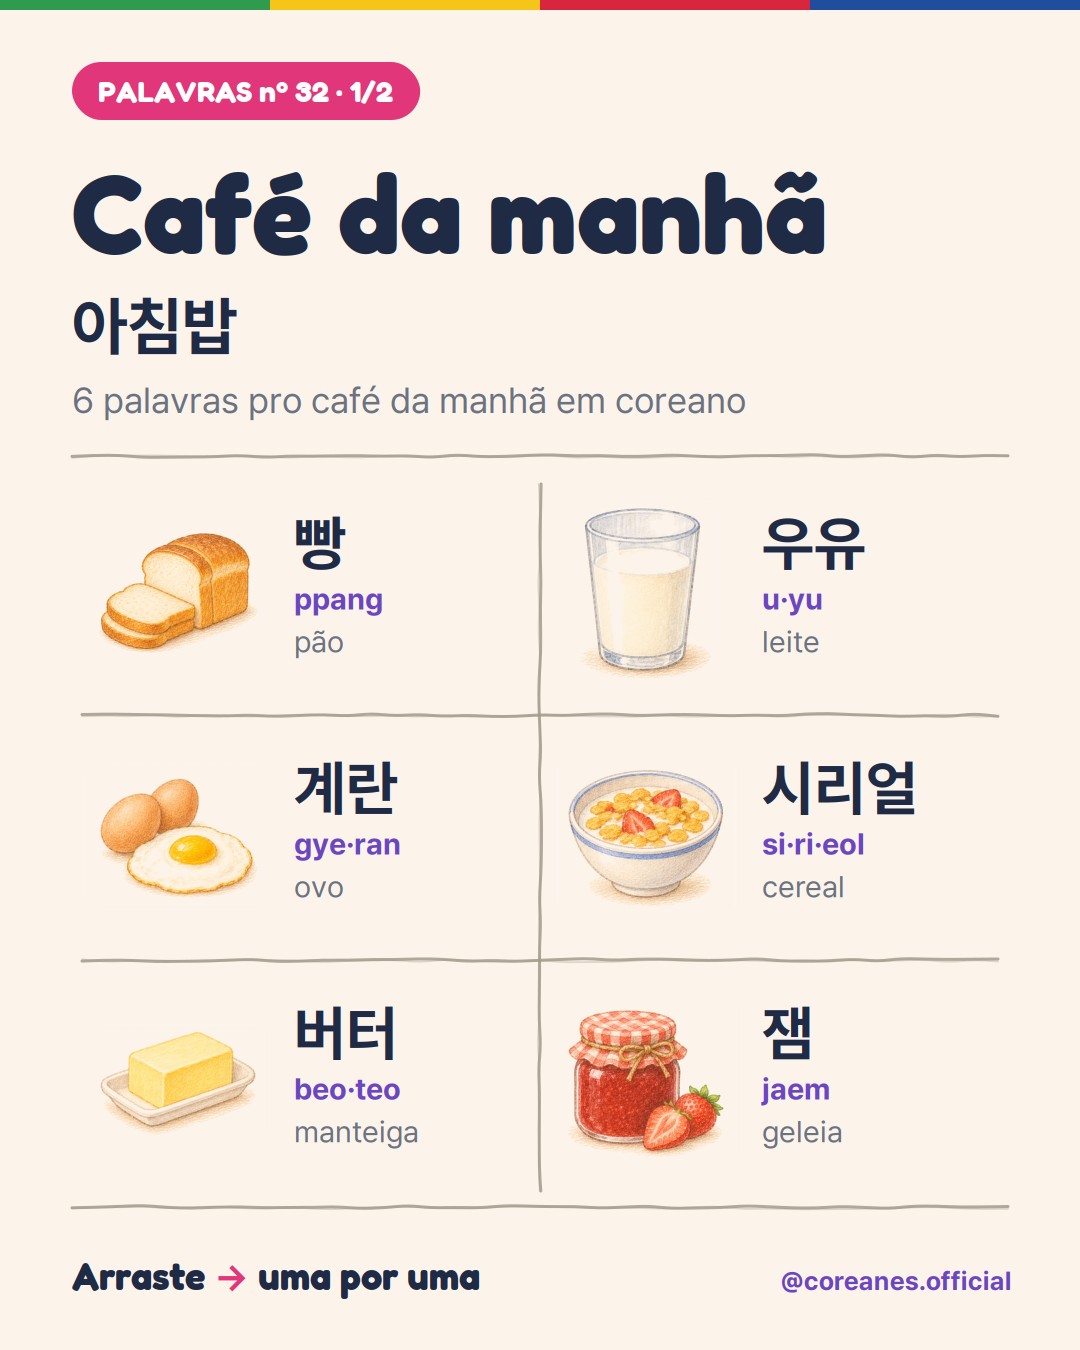 PALAVRAS nº 32 · 1/2
Café da manhã
아침밥
6 palavras pro café da manhã em coreano
빵
ppang
pão
우유
u·yu
leite
계란
gye·ran
ovo
시리얼
si·ri·eol
cereal
버터
beo·teo
manteiga
잼
jaem
geleia
Arraste → uma por uma
@coreanes.official